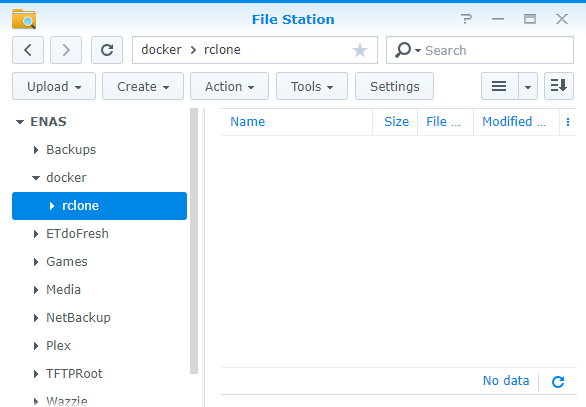 File Station
docker > rclone
Search
Upload Create Action Tools Settings
ENAS
Name Size File ... Modified ...
Backups
docker
rclone
ETdoFresh
Games
Media
NetBackup
Plex
TFTPRoot
Wazzie
No data